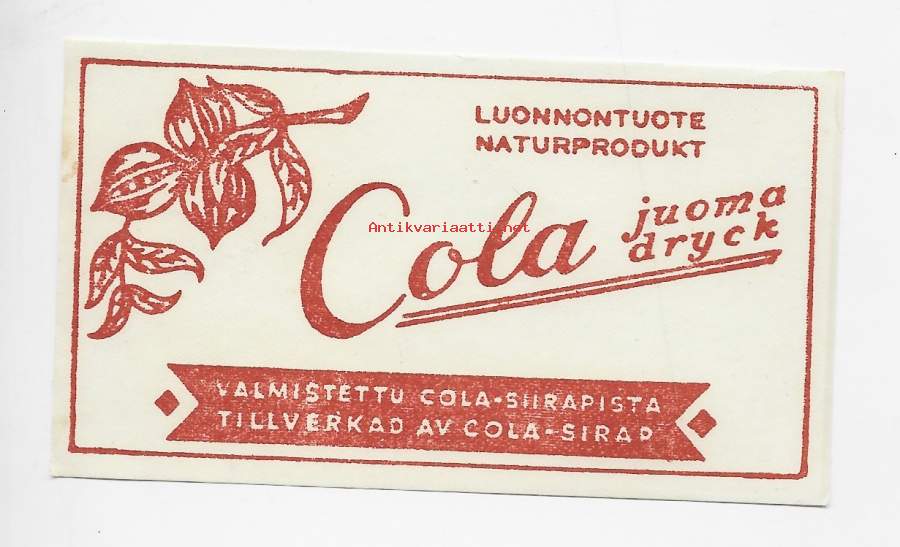 LUONNONTUOTE
NATURPRODUKT
Cola juoma
dryck
Antikvariaatti.net
VALMISTETTU COLA-SIIRAPISTA
TILLVERKAD AV COLA-SIRAP